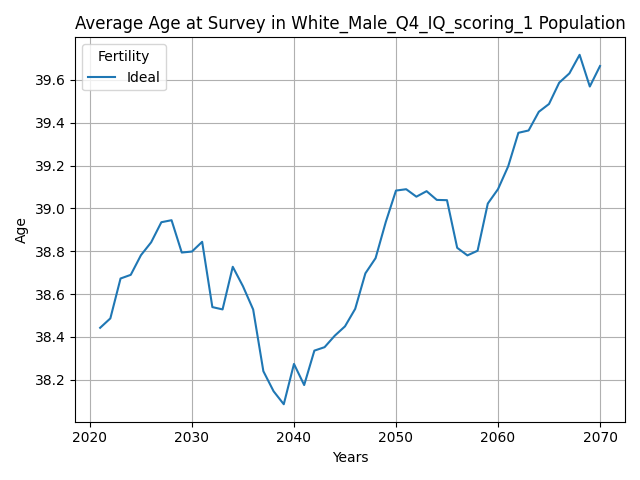 Average Age at Survey in White_Male_Q4_IQ_scoring_1 Population
Fertility
Ideal
39.6
39.4
39.2
39.0
38.8
38.6
38.4
38.2
Age
2020 2030 2040 2050 2060 2070
Years